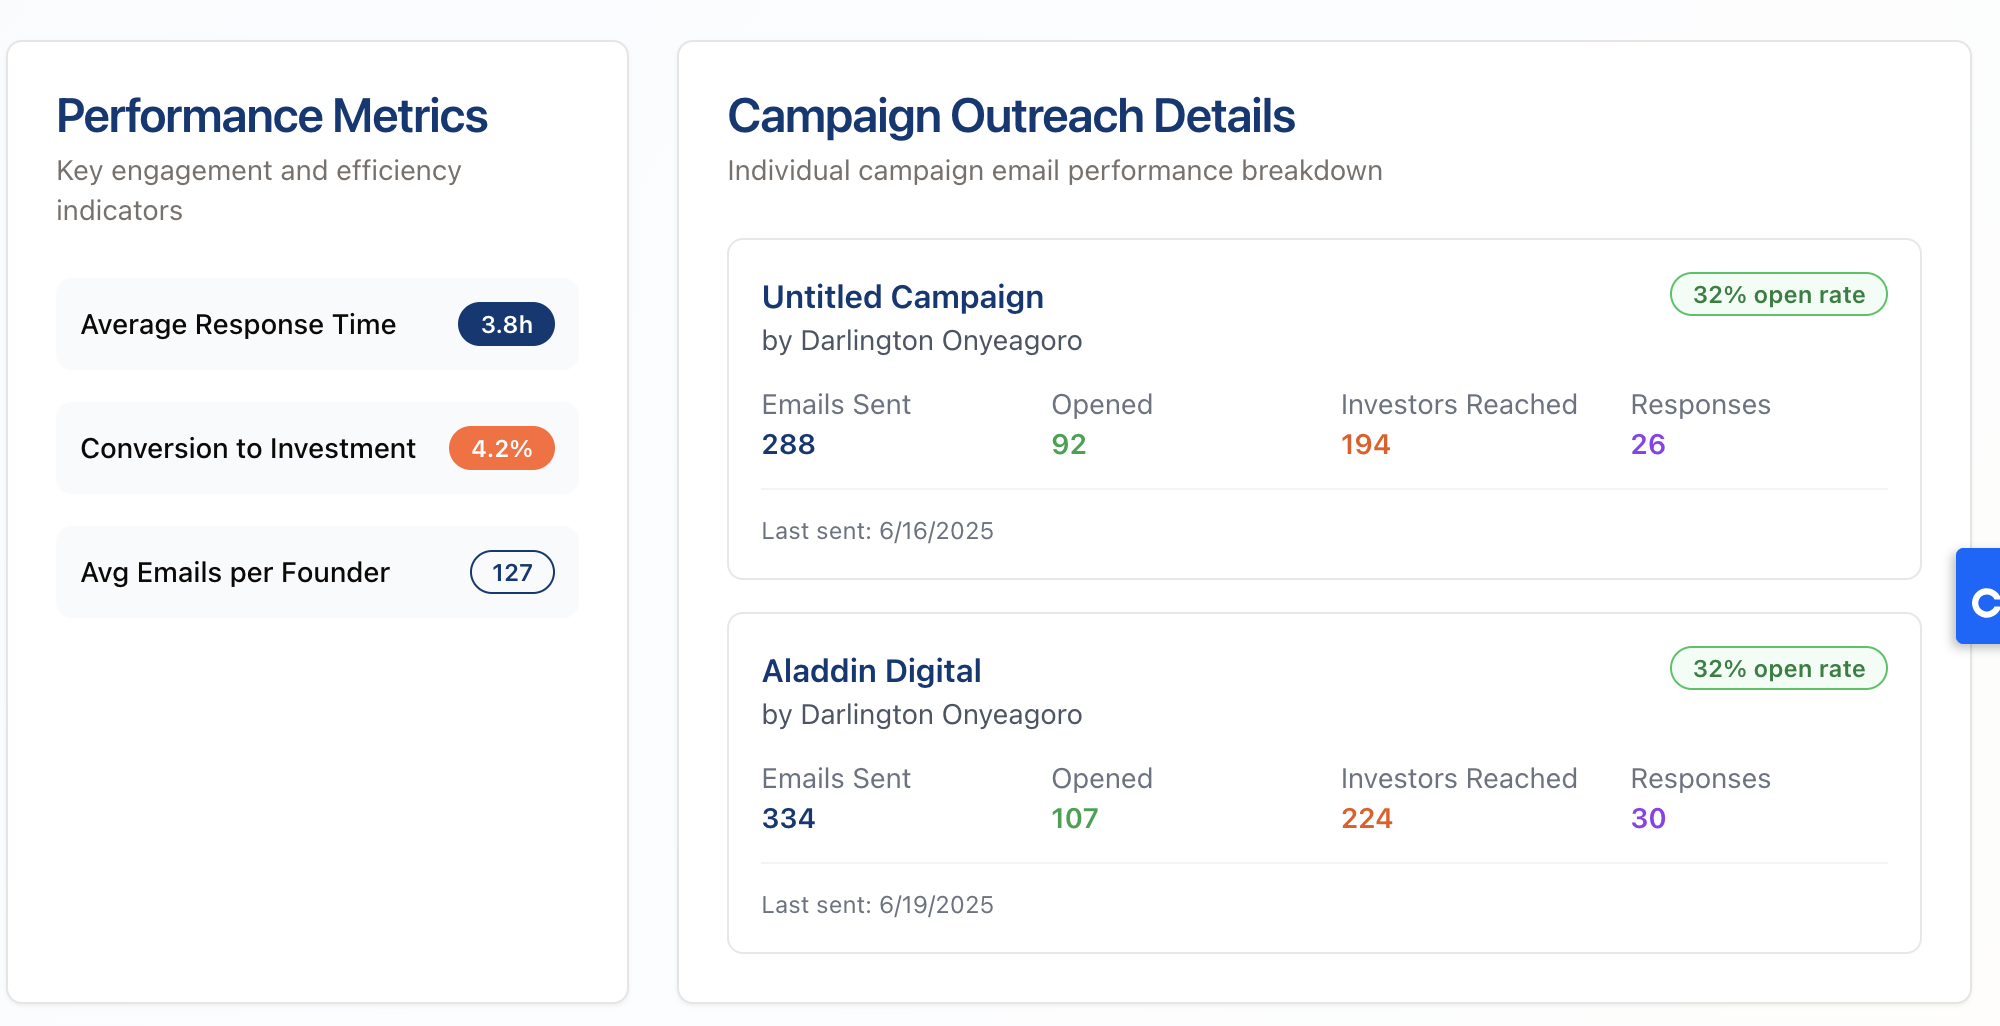 Performance Metrics
Key engagement and efficiency
indicators
Average Response Time
3.8h
Conversion to Investment
4.2%
Avg Emails per Founder
127
Campaign Outreach Details
Individual campaign email performance breakdown
Untitled Campaign
32% open rate
by Darlington Onyeagoro
Emails Sent
Opened
Investors Reached
Responses
288
92
194
26
Last sent: 6/16/2025
Aladdin Digital
32% open rate
by Darlington Onyeagoro
Emails Sent
Opened
Investors Reached
Responses
334
107
224
30
Last sent: 6/19/2025